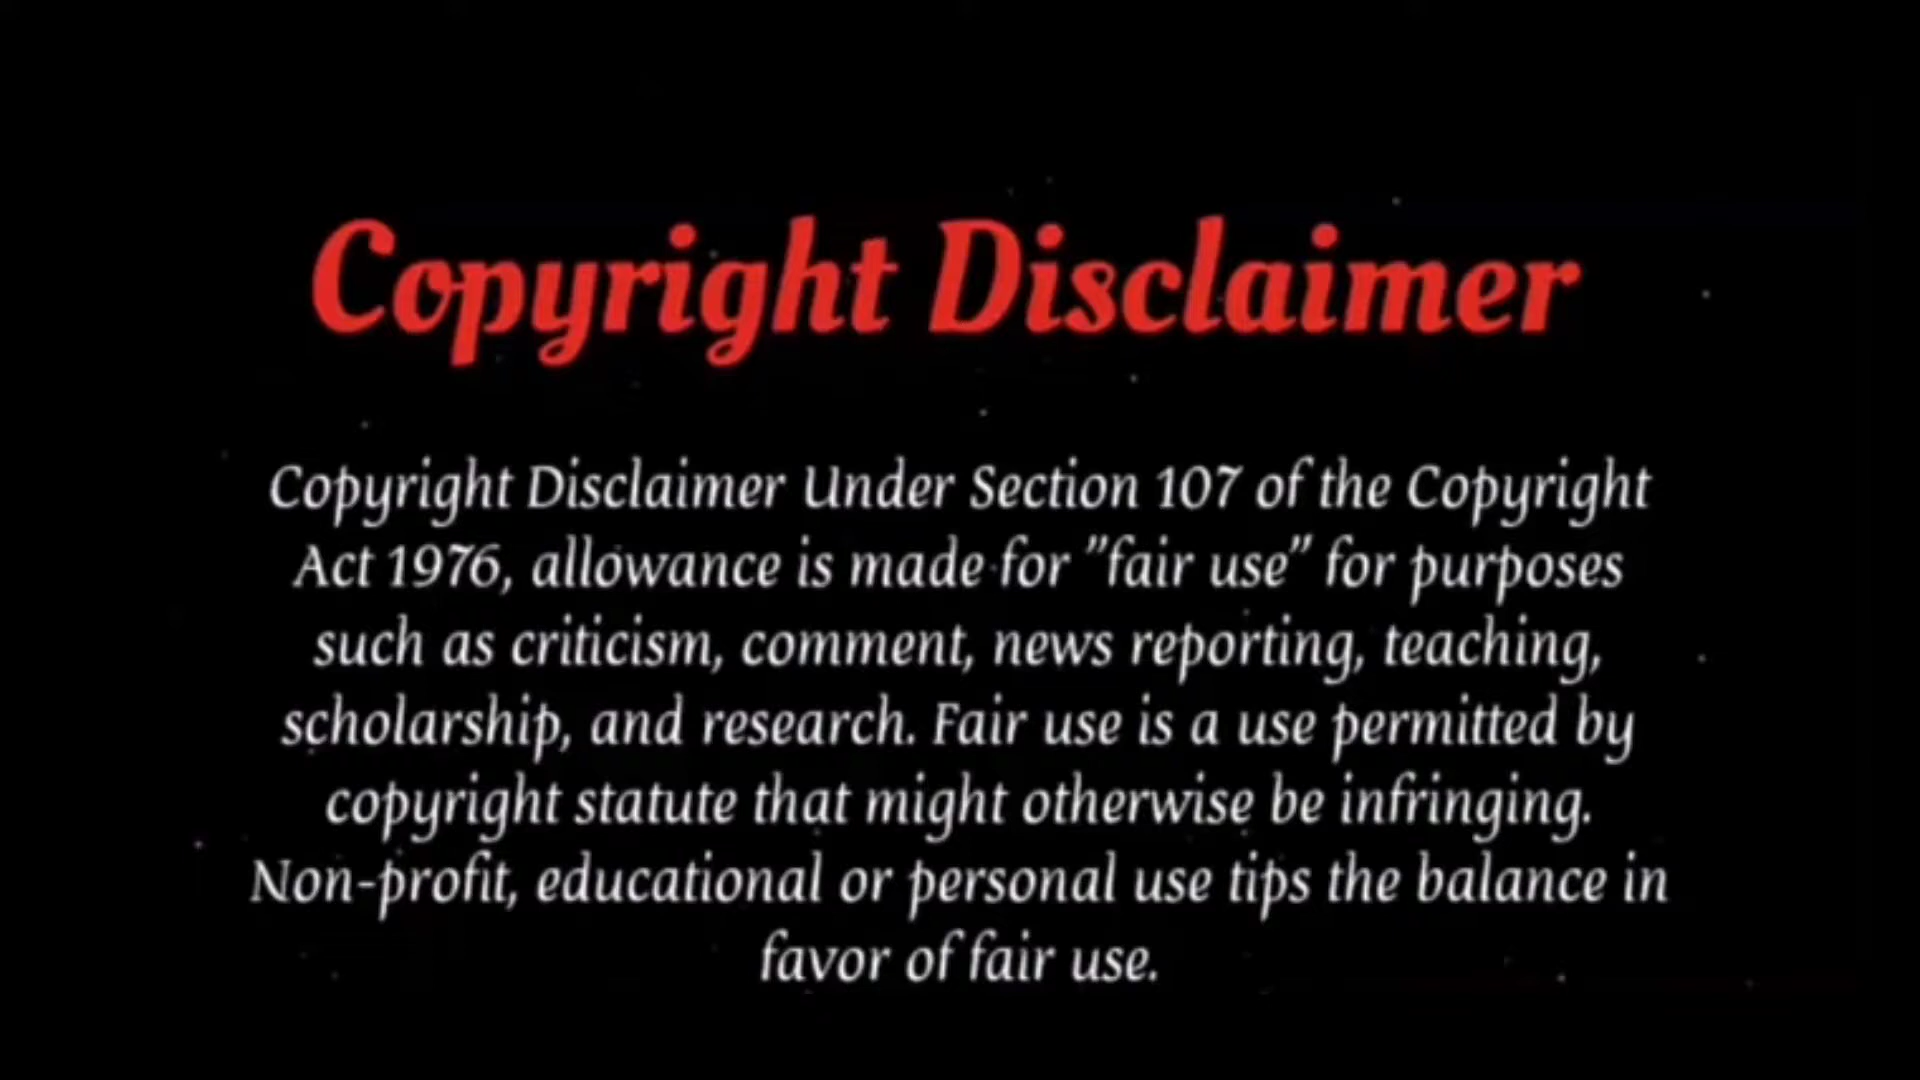 Copyright Disclaimer
Copyright Disclaimer Under Section 107 of the Copyright
Act 1976, allowance is made for "fair use" for purposes
such as criticism, comment, news reporting, teaching,
scholarship, and research. Fair use is a use permitted by
copyright statute that might otherwise be infringing.
Non-profit, educational or personal use tips the balance in
favor of fair use.